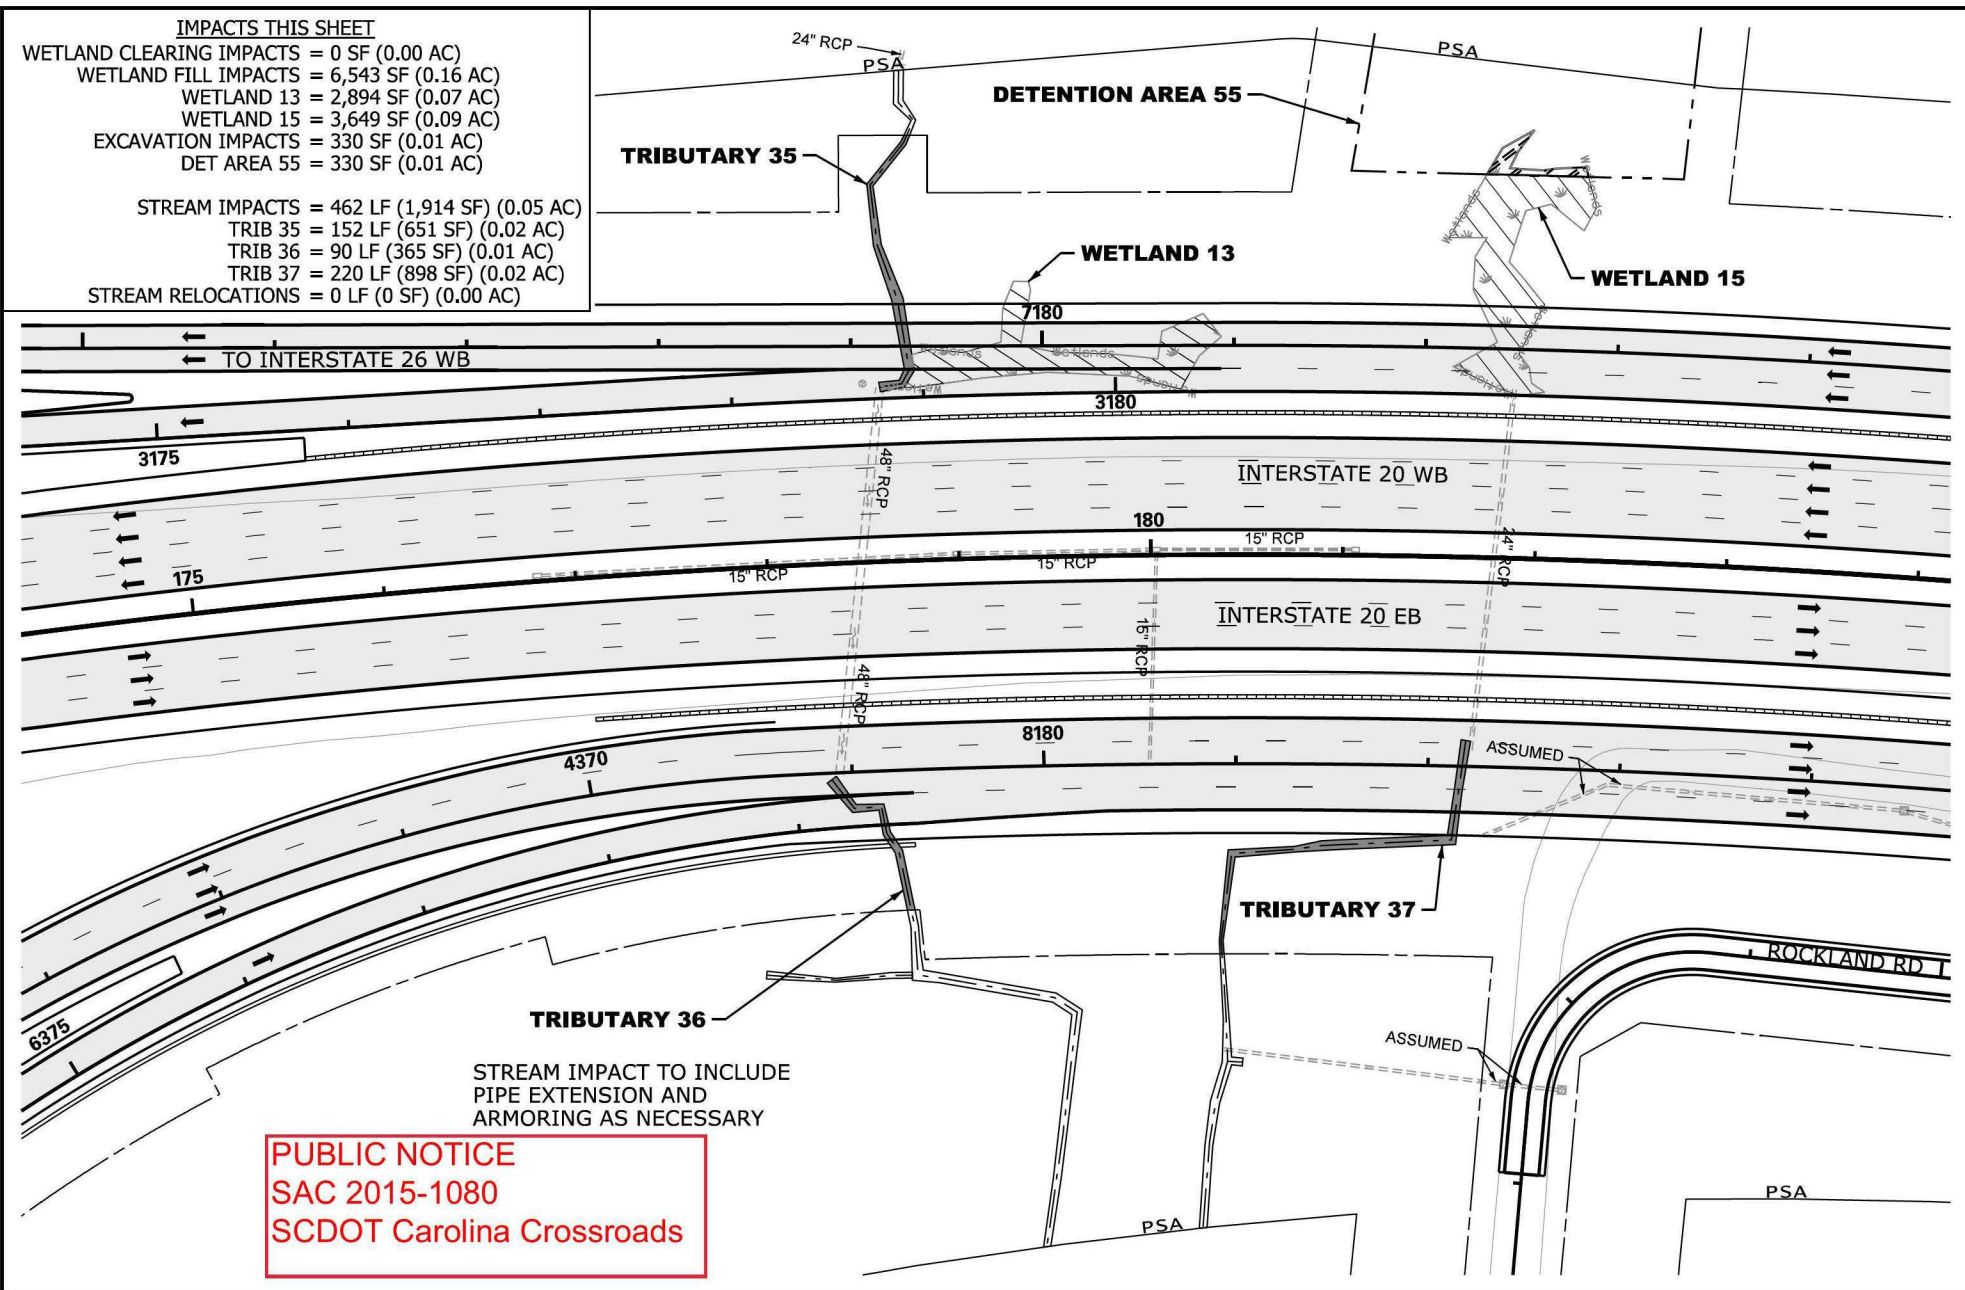 IMPACTS THIS SHEET
WETLAND CLEARING IMPACTS = 0 SF (0.00 AC)
WETLAND FILL IMPACTS = 6,543 SF (0.16 AC)
WETLAND 13 = 2,894 SF (0.07 AC)
WETLAND 15 = 3,649 SF (0.09 AC)
EXCAVATION IMPACTS = 330 SF (0.01 AC)
DET AREA 55 = 330 SF (0.01 AC)
STREAM IMPACTS = 462 LF (1,914 SF) (0.05 AC)
TRIB 35 = 152 LF (651 SF) (0.02 AC)
TRIB 36 = 90 LF (365 SF) (0.01 AC)
TRIB 37 = 220 LF (898 SF) (0.02 AC)
STREAM RELOCATIONS = 0 LF (0 SF) (0.00 AC)
24" RCP
PSA
PSA
DETENTION AREA 55
TRIBUTARY 35
WETLAND 13
WETLAND 15
Wetlands
Wetlands
Wetlands
7180
TO INTERSTATE 26 WB
Wetlands
Wetlands
Wetlands
Wetlands
Wetlands
3180
3175
48" RCP
INTERSTATE 20 WB
180
15" RCP
15" RCP
15" RCP
24" RCP
175
INTERSTATE 20 EB
15" RCP
48" RCP
8180
4370
ASSUMED
TRIBUTARY 37
ROCKLAND RD
TRIBUTARY 36
6375
ASSUMED
STREAM IMPACT TO INCLUDE
PIPE EXTENSION AND
ARMORING AS NECESSARY
PUBLIC NOTICE
SAC 2015-1080
SCDOT Carolina Crossroads
PSA
PSA